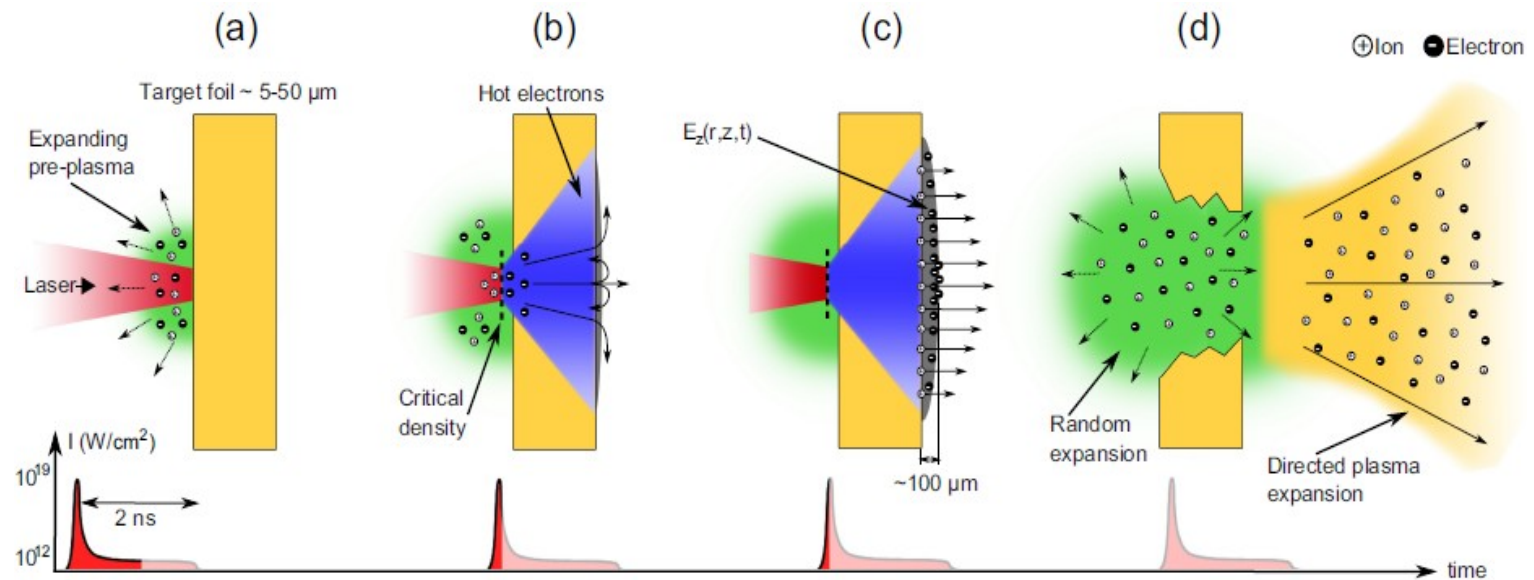 (a)
(b)
(c)
(d)
⊕Ion
Electron
Target foil ~ 5-50 μm
Expanding
pre-plasma
Laser
Hot electrons
Critical
density
E_z(r,z,t)
~100 μm
Random
expansion
Directed plasma
expansion
I (W/cm²)
10¹⁹
10¹²
2 ns
time